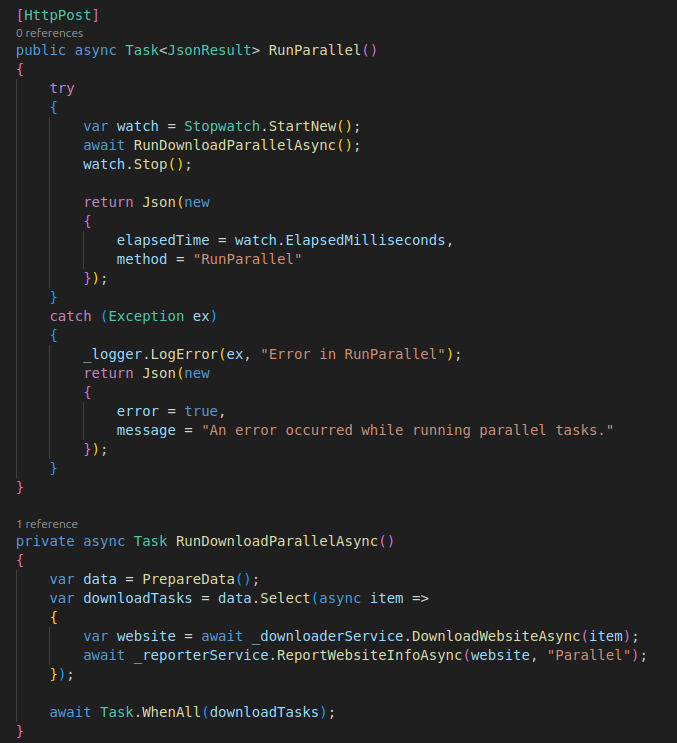 [HttpPost]
0 references
public async Task<JsonResult> RunParallel()
{
    try
    {
        var watch = Stopwatch.StartNew();
        await RunDownloadParallelAsync();
        watch.Stop();

        return Json(new
        {
            elapsedTime = watch.ElapsedMilliseconds,
            method = "RunParallel"
        });
    }
    catch (Exception ex)
    {
        _logger.LogError(ex, "Error in RunParallel");
        return Json(new
        {
            error = true,
            message = "An error occurred while running parallel tasks."
        });
    }
}

1 reference
private async Task RunDownloadParallelAsync()
{
    var data = PrepareData();
    var downloadTasks = data.Select(async item =>
    {
        var website = await _downloaderService.DownloadWebsiteAsync(item);
        await _reporterService.ReportWebsiteInfoAsync(website, "Parallel");
    });

    await Task.WhenAll(downloadTasks);
}